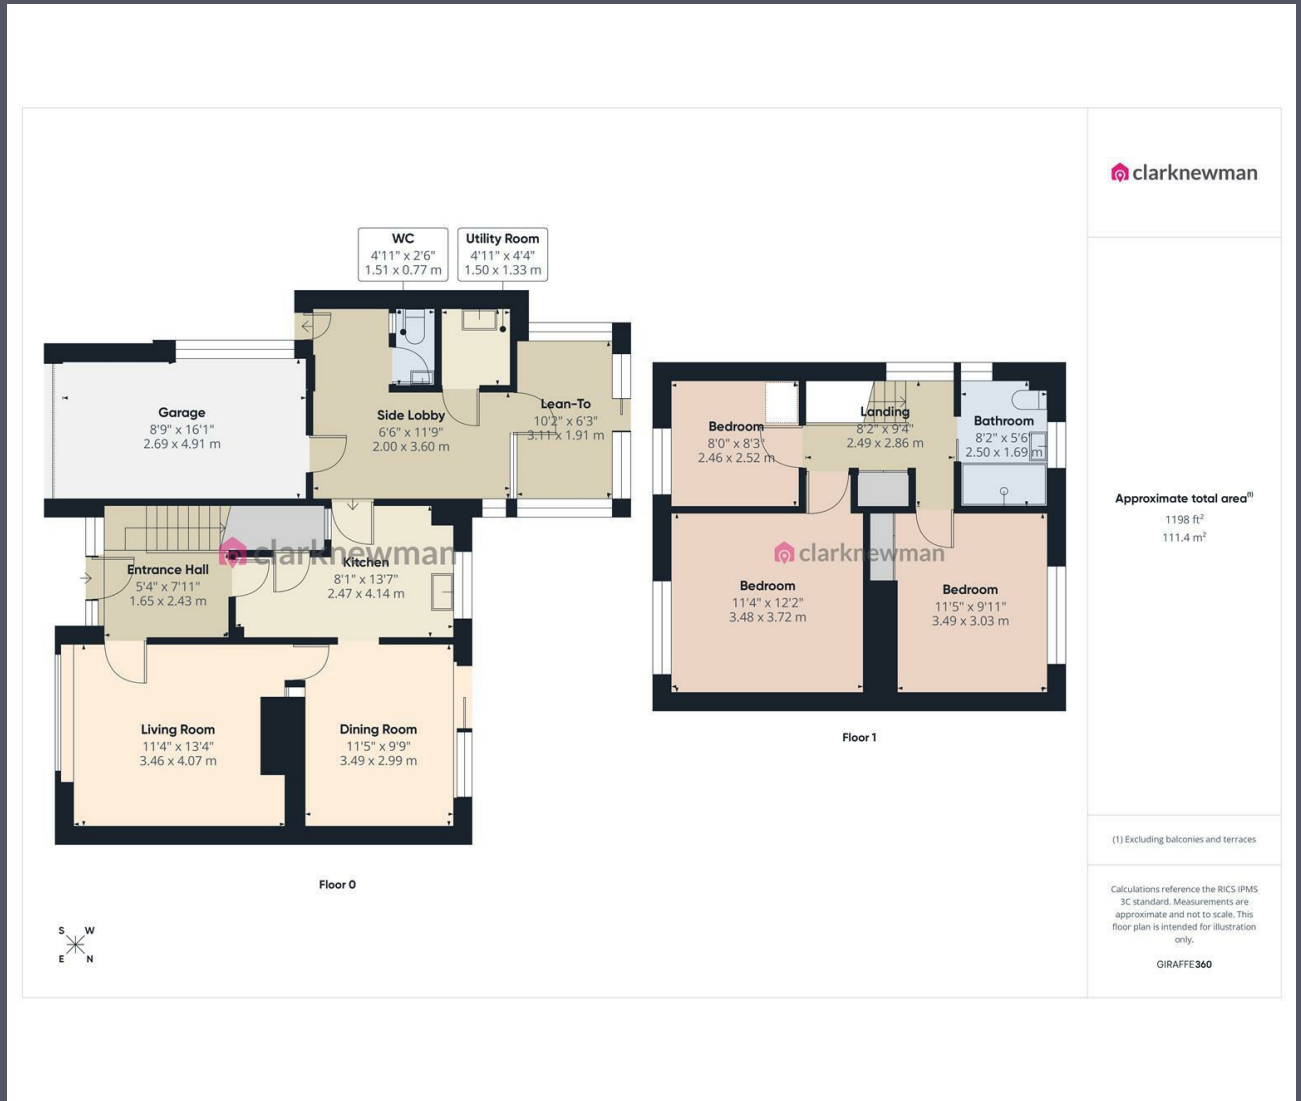 clarknewman
WC
4'11" x 2'6"
1.51 x 0.77 m
Utility Room
4'11" x 4'4"
1.50 x 1.33 m
Garage
8'9" x 16'1"
2.69 x 4.91 m
Side Lobby
6'6" x 11'9"
2.00 x 3.60 m
Lean-To
10'2" x 6'3"
3.11 x 1.91 m
Entrance Hall
5'4" x 7'11"
1.65 x 2.43 m
clarknewman
Kitchen
8'1" x 13'7"
2.47 x 4.14 m
Living Room
11'4" x 13'4"
3.46 x 4.07 m
Dining Room
11'5" x 9'9"
3.49 x 2.99 m
Floor 0
Bedroom
8'0" x 8'3"
2.46 x 2.52 m
Landing
8'2" x 9'4"
2.49 x 2.86 m
Bathroom
8'2" x 5'6"
2.50 x 1.69 m
clarknewman
Bedroom
11'4" x 12'2"
3.48 x 3.72 m
Bedroom
11'5" x 9'11"
3.49 x 3.03 m
Floor 1
S W
E N
Approximate total area(1)
1198 ft²
111.4 m²
(1) Excluding balconies and terraces
Calculations reference the RICS IPMS
3C standard. Measurements are
approximate and not to scale. This
floor plan is intended for illustration
only.
GIRAFFE360